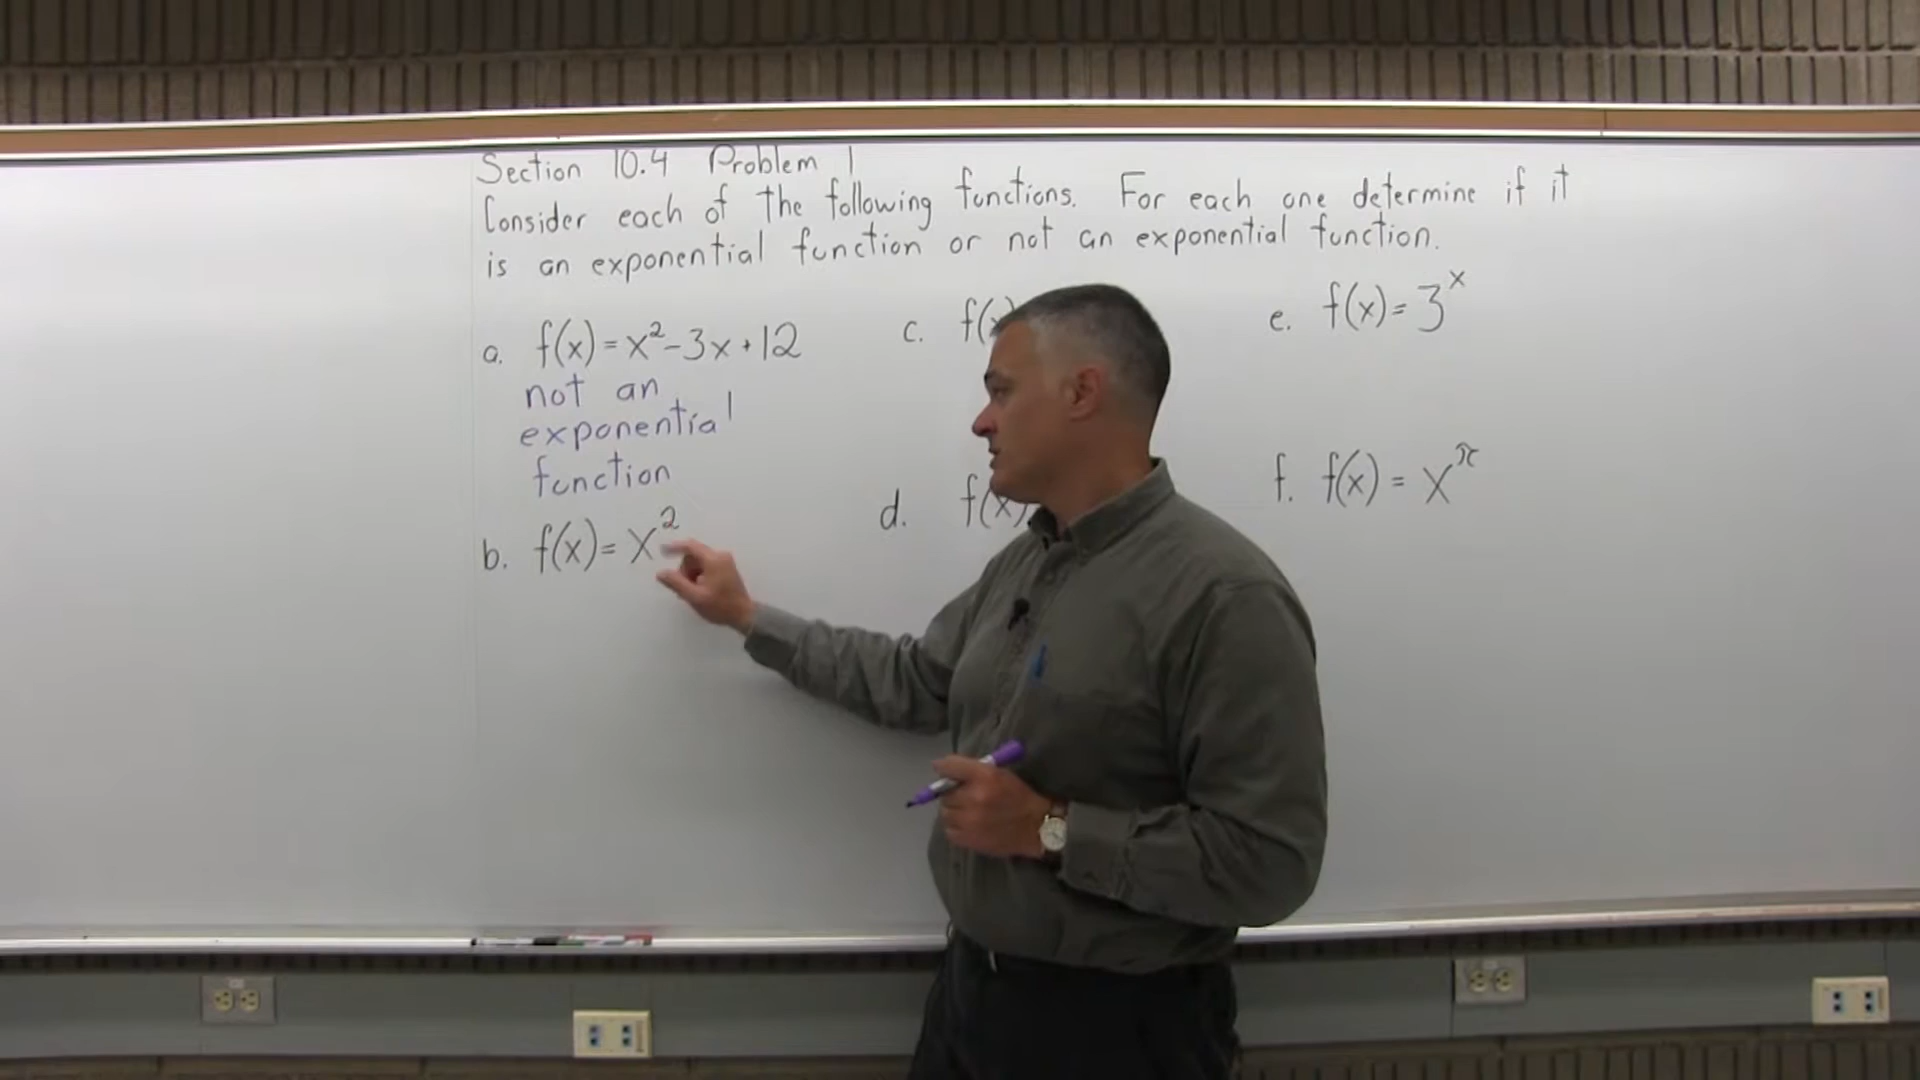 Section 10.4 Problem 1
Consider each of the following functions. For each one determine if it
is an exponential function or not an exponential function.
a. f(x) = x² - 3x + 12
not an
exponential
function
b. f(x) = x²
c. f(x)
d. f(x)
e. f(x) = 3ˣ
f. f(x) = x^π